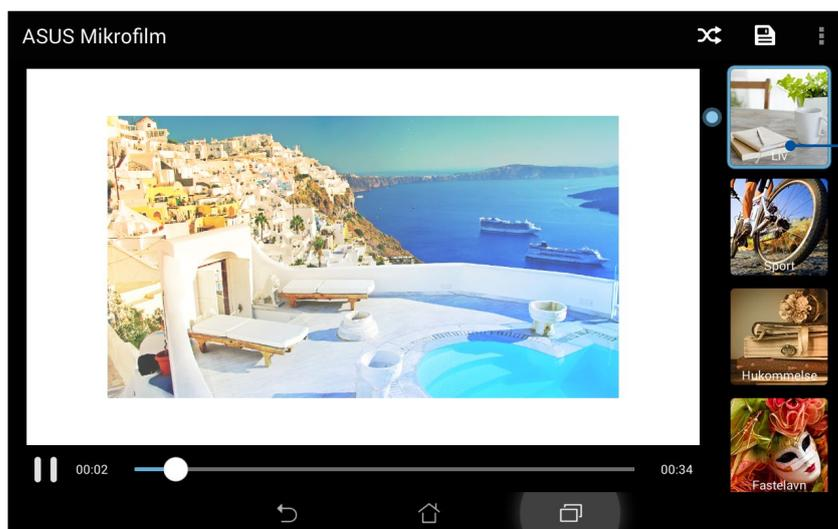 ASUS Mikrofilm
Liv
Sport
Hukommelse
Fastelavn
00:02
00:34